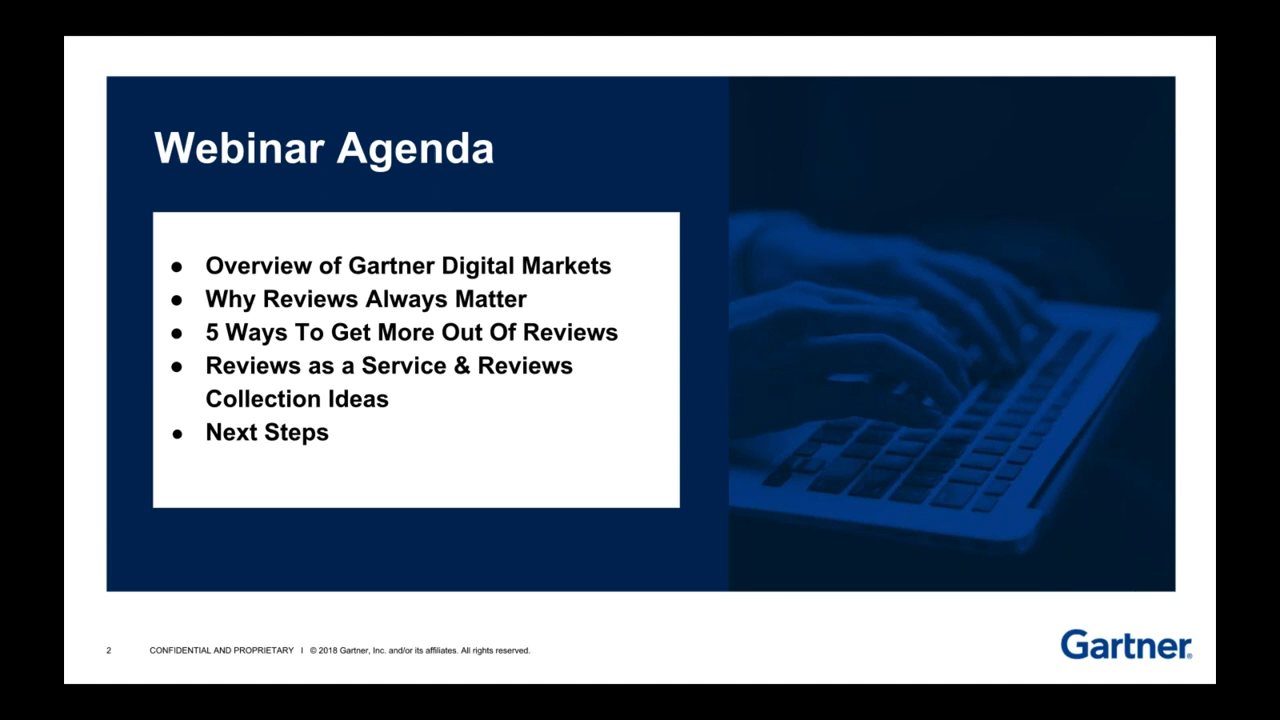 Webinar Agenda
● Overview of Gartner Digital Markets
● Why Reviews Always Matter
● 5 Ways To Get More Out Of Reviews
● Reviews as a Service & Reviews
Collection Ideas
● Next Steps
2 CONFIDENTIAL AND PROPRIETARY I © 2018 Gartner, Inc. and/or its affiliates. All rights reserved.
Gartner®